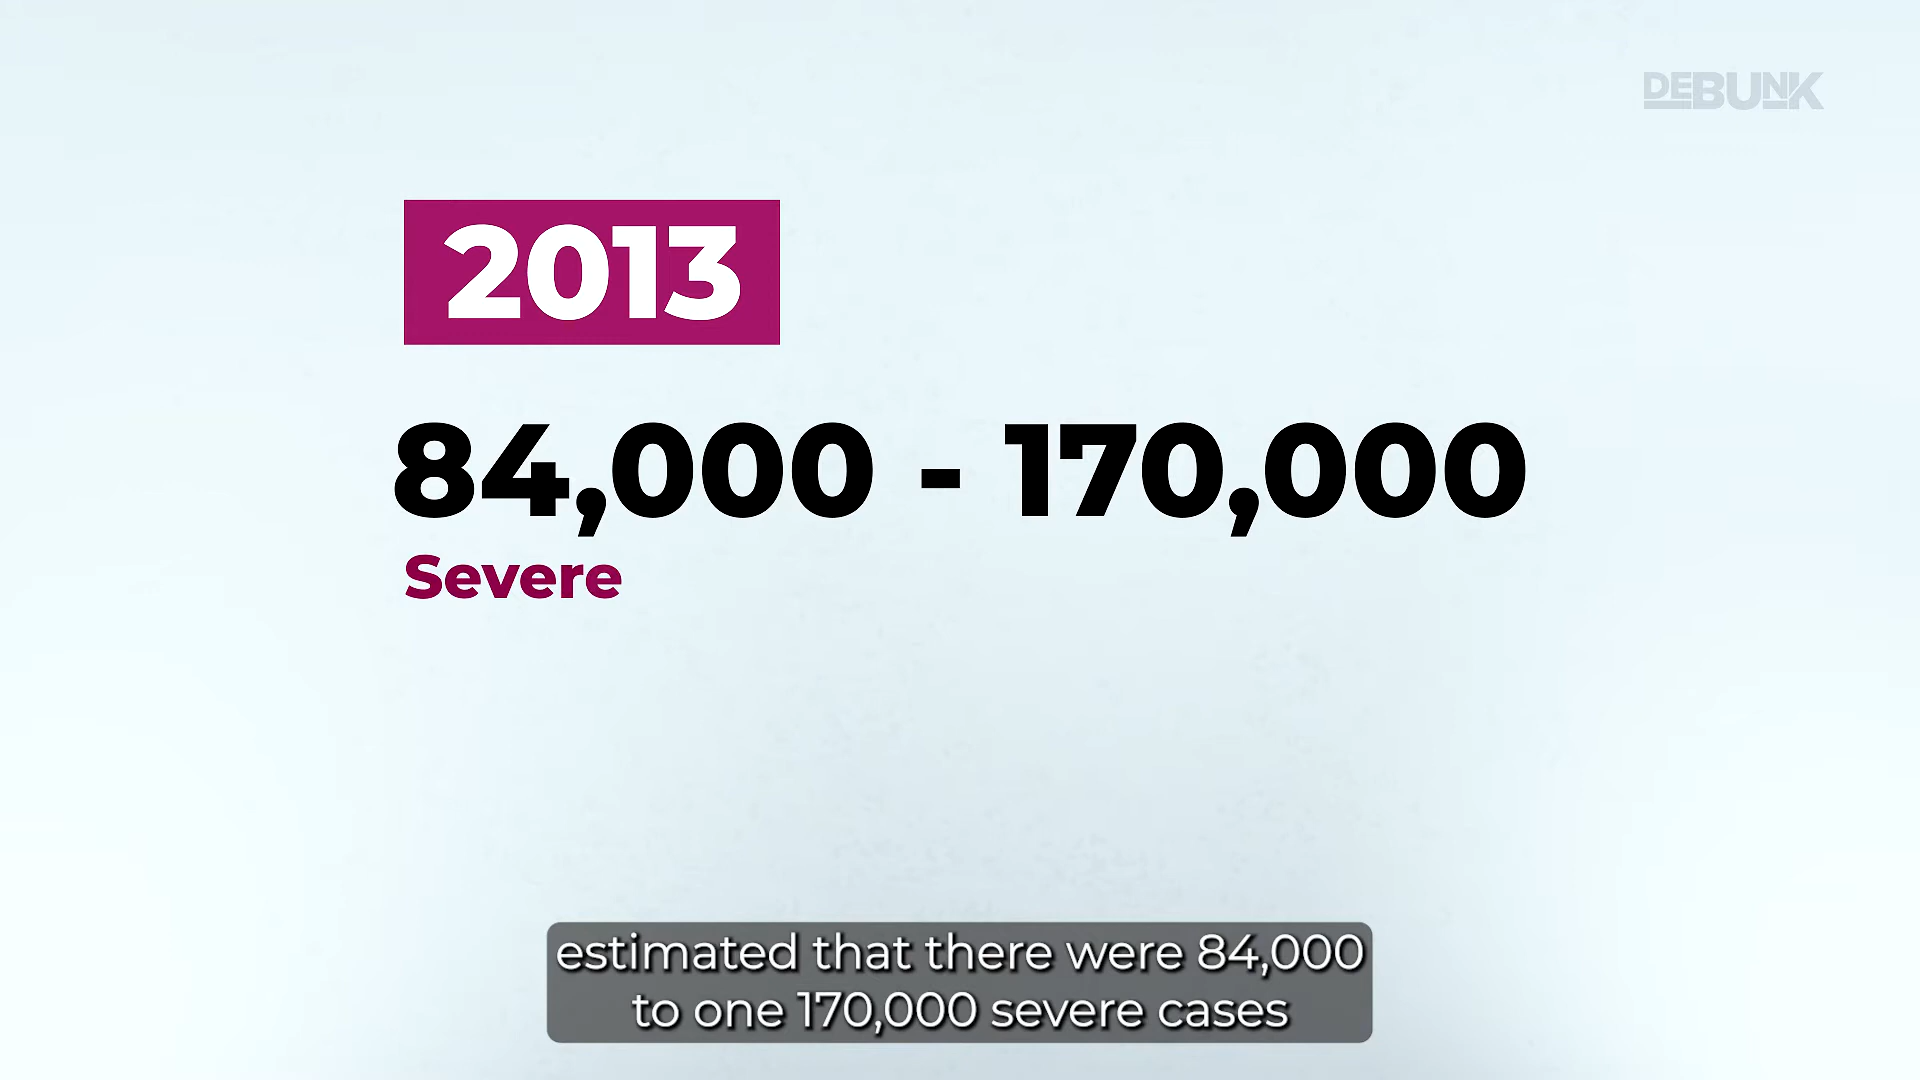 DEBUNK
2013
84,000 - 170,000
Severe
estimated that there were 84,000
to one 170,000 severe cases